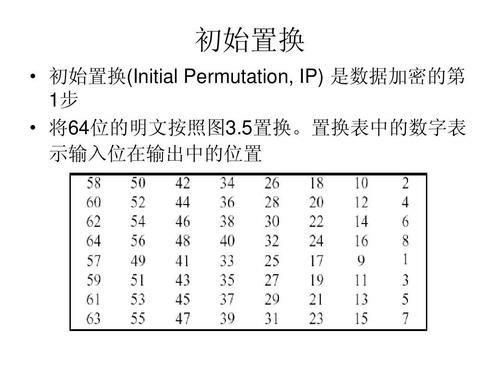 初始置换
• 初始置换(Initial Permutation, IP) 是数据加密的第
1步
• 将64位的明文按照图3.5置换。置换表中的数字表
示输入位在输出中的位置
58 50 42 34 26 18 10 2
60 52 44 36 28 20 12 4
62 54 46 38 30 22 14 6
64 56 48 40 32 24 16 8
57 49 41 33 25 17 9 1
59 51 43 35 27 19 11 3
61 53 45 37 29 21 13 5
63 55 47 39 31 23 15 7